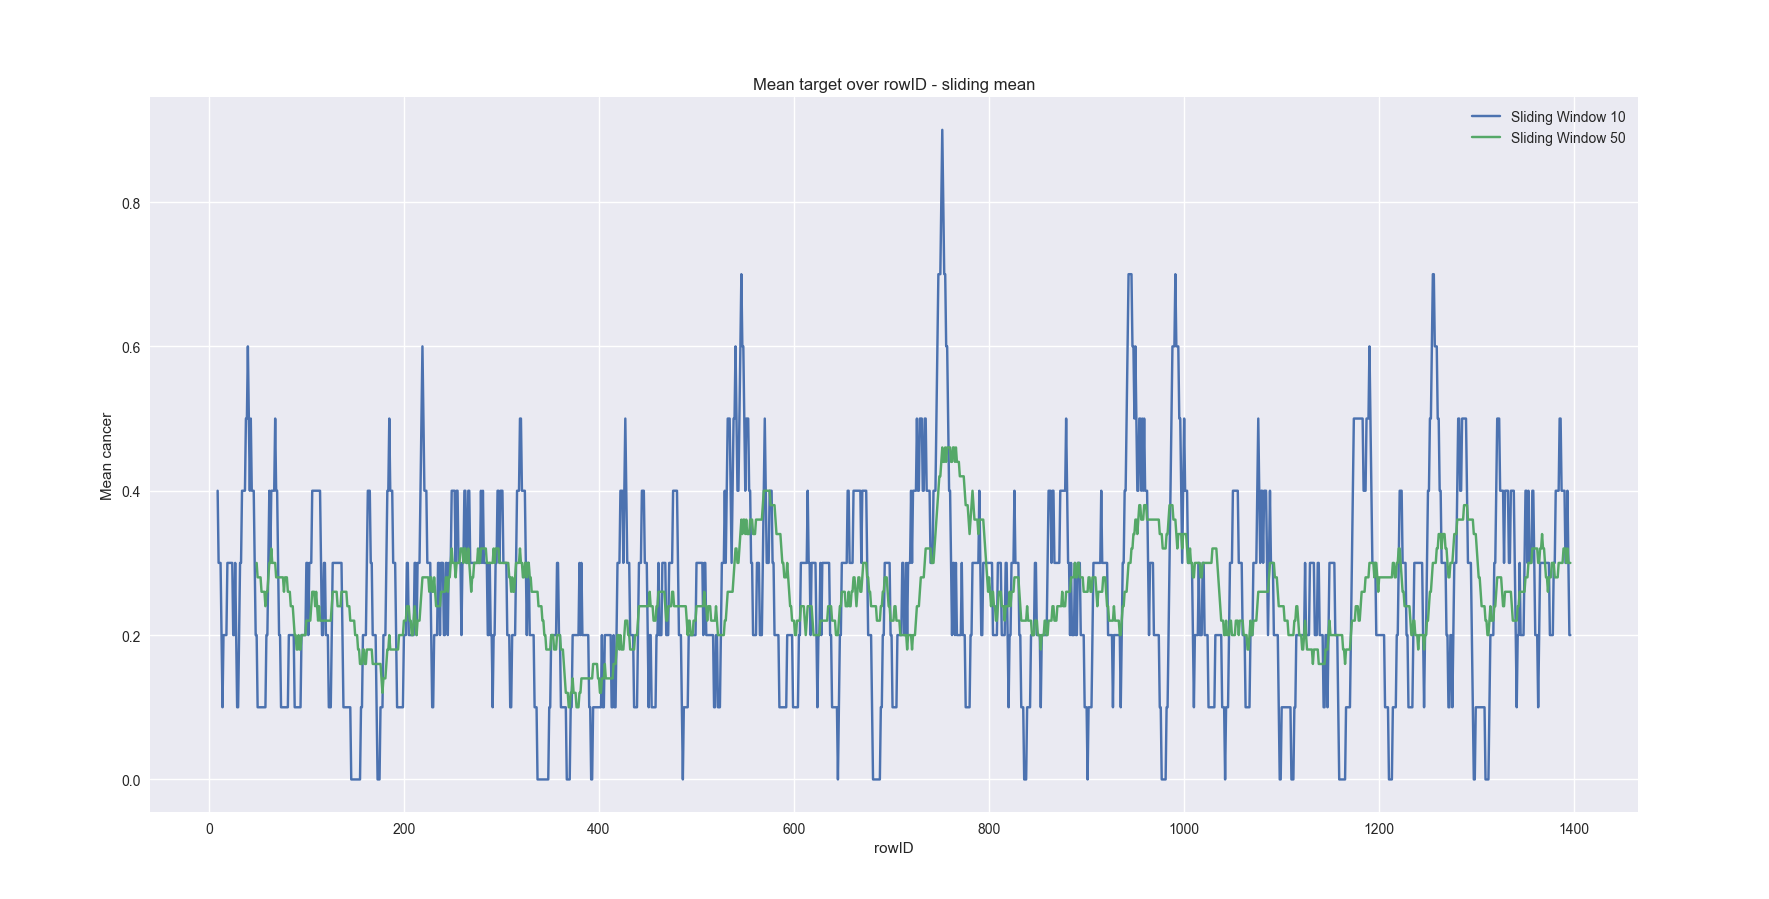 Mean target over rowID - sliding mean
Sliding Window 10
Sliding Window 50
Mean cancer
0.8
0.6
0.4
0.2
0.0
0 200 400 600 800 1000 1200 1400
rowID